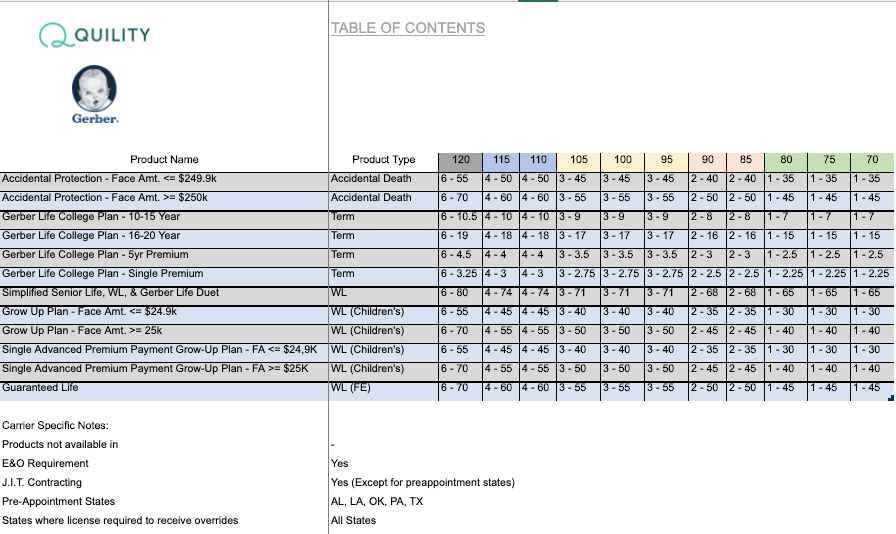 QUILITY
TABLE OF CONTENTS
Gerber.
Product Name Product Type 120 115 110 105 100 95 90 85 80 75 70
Accidental Protection - Face Amt. <= $249.9k Accidental Death 6 - 55 4 - 50 4 - 50 3 - 45 3 - 45 3 - 45 2 - 40 2 - 40 1 - 35 1 - 35 1 - 35
Accidental Protection - Face Amt. >= $250k Accidental Death 6 - 70 4 - 60 4 - 60 3 - 55 3 - 55 3 - 55 2 - 50 2 - 50 1 - 45 1 - 45 1 - 45
Gerber Life College Plan - 10-15 Year Term 6 - 10.5 4 - 10 4 - 10 3 - 9 3 - 9 3 - 9 2 - 8 2 - 8 1 - 7 1 - 7 1 - 7
Gerber Life College Plan - 16-20 Year Term 6 - 19 4 - 18 4 - 18 3 - 17 3 - 17 3 - 17 2 - 16 2 - 16 1 - 15 1 - 15 1 - 15
Gerber Life College Plan - 5yr Premium Term 6 - 4.5 4 - 4 4 - 4 3 - 3.5 3 - 3.5 3 - 3.5 2 - 3 2 - 3 1 - 2.5 1 - 2.5 1 - 2.5
Gerber Life College Plan - Single Premium Term 6 - 3.25 4 - 3 4 - 3 3 - 2.75 3 - 2.75 3 - 2.75 2 - 2.5 2 - 2.5 1 - 2.25 1 - 2.25 1 - 2.25
Simplified Senior Life, WL, & Gerber Life Duet WL 6 - 80 4 - 74 4 - 74 3 - 71 3 - 71 3 - 71 2 - 68 2 - 68 1 - 65 1 - 65 1 - 65
Grow Up Plan - Face Amt. <= $24.9k WL (Children's) 6 - 55 4 - 45 4 - 45 3 - 40 3 - 40 3 - 40 2 - 35 2 - 35 1 - 30 1 - 30 1 - 30
Grow Up Plan - Face Amt. >= 25k WL (Children's) 6 - 70 4 - 55 4 - 55 3 - 50 3 - 50 3 - 50 2 - 45 2 - 45 1 - 40 1 - 40 1 - 40
Single Advanced Premium Payment Grow-Up Plan - FA <= $24,9K WL (Children's) 6 - 55 4 - 45 4 - 45 3 - 40 3 - 40 3 - 40 2 - 35 2 - 35 1 - 30 1 - 30 1 - 30
Single Advanced Premium Payment Grow-Up Plan - FA >= $25K WL (Children's) 6 - 70 4 - 55 4 - 55 3 - 50 3 - 50 3 - 50 2 - 45 2 - 45 1 - 40 1 - 40 1 - 40
Guaranteed Life WL (FE) 6 - 70 4 - 60 4 - 60 3 - 55 3 - 55 3 - 55 2 - 50 2 - 50 1 - 45 1 - 45 1 - 45
Carrier Specific Notes:
Products not available in -
E&O Requirement Yes
J.I.T. Contracting Yes (Except for preappointment states)
Pre-Appointment States AL, LA, OK, PA, TX
States where license required to receive overrides All States